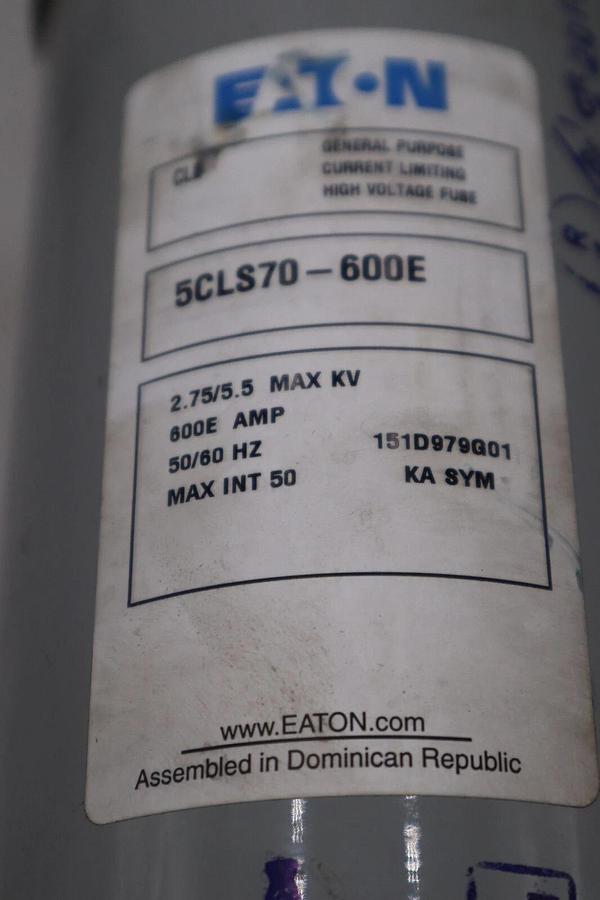 EATON
GENERAL PURPOSE
CURRENT LIMITING
HIGH VOLTAGE FUSE
5CLS70-600E
2.75/5.5 MAX KV
600E AMP
50/60 HZ 151D979G01
MAX INT 50 KA SYM
www.EATON.com
Assembled in Dominican Republic